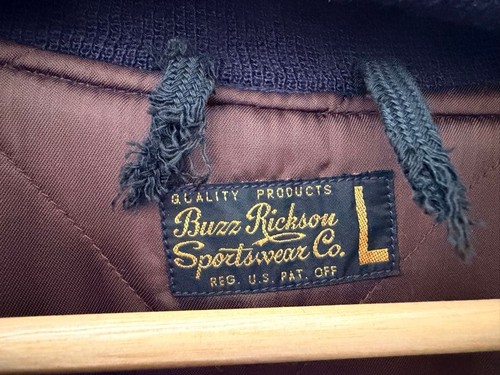 QUALITY PRODUCTS
Buzz Rickson
Sportswear Co.
L
REG. U.S. PAT. OFF